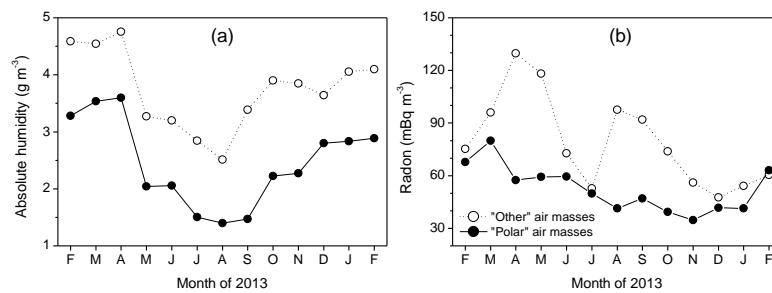 (a)
Absolute humidity (g m-3)
5
4
3
2
1
F M A M J J A S O N D J F
Month of 2013
(b)
Radon (mBq m-3)
150
120
90
60
30
"Other" air masses
"Polar" air masses
F M A M J J A S O N D J F
Month of 2013